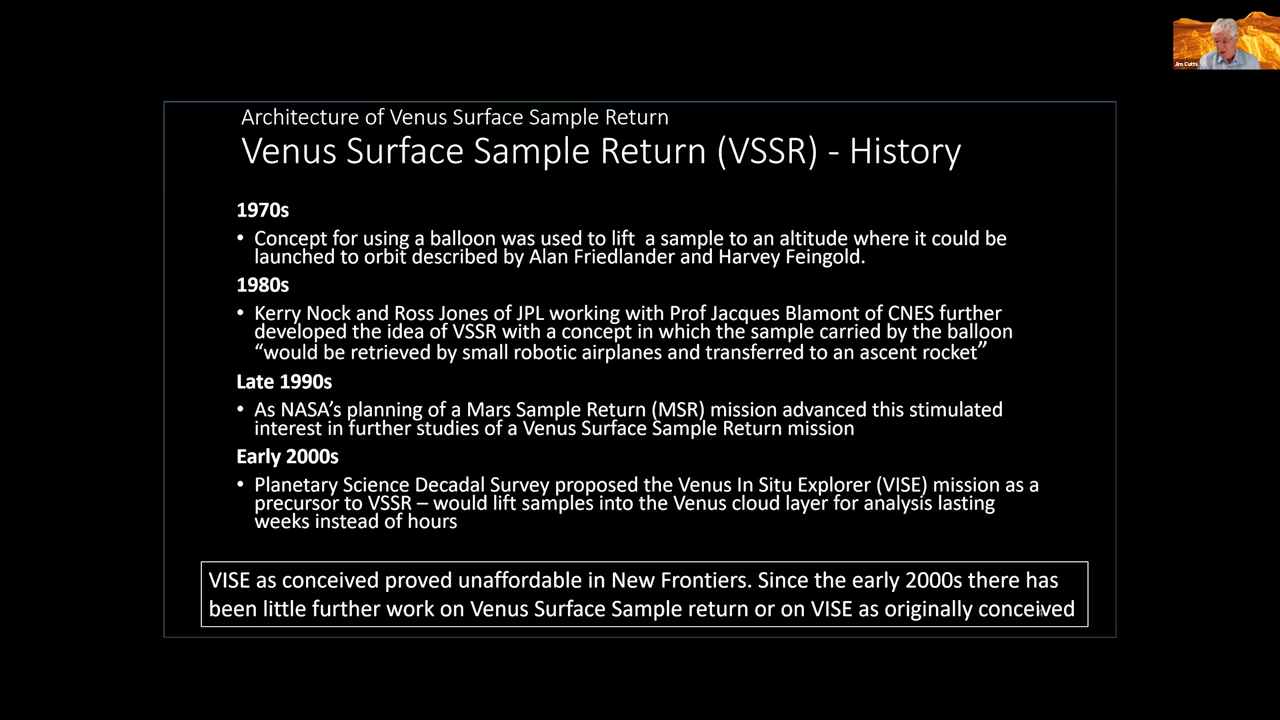 Jim Cutts
Architecture of Venus Surface Sample Return
Venus Surface Sample Return (VSSR) - History
1970s
• Concept for using a balloon was used to lift  a sample to an altitude where it could be
launched to orbit described by Alan Friedlander and Harvey Feingold.
1980s
• Kerry Nock and Ross Jones of JPL working with Prof Jacques Blamont of CNES further
developed the idea of VSSR with a concept in which the sample carried by the balloon
“would be retrieved by small robotic airplanes and transferred to an ascent rocket”
Late 1990s
• As NASA’s planning of a Mars Sample Return (MSR) mission advanced this stimulated
interest in further studies of a Venus Surface Sample Return mission
Early 2000s
• Planetary Science Decadal Survey proposed the Venus In Situ Explorer (VISE) mission as a
precursor to VSSR – would lift samples into the Venus cloud layer for analysis lasting
weeks instead of hours
VISE as conceived proved unaffordable in New Frontiers. Since the early 2000s there has
been little further work on Venus Surface Sample return or on VISE as originally conceived